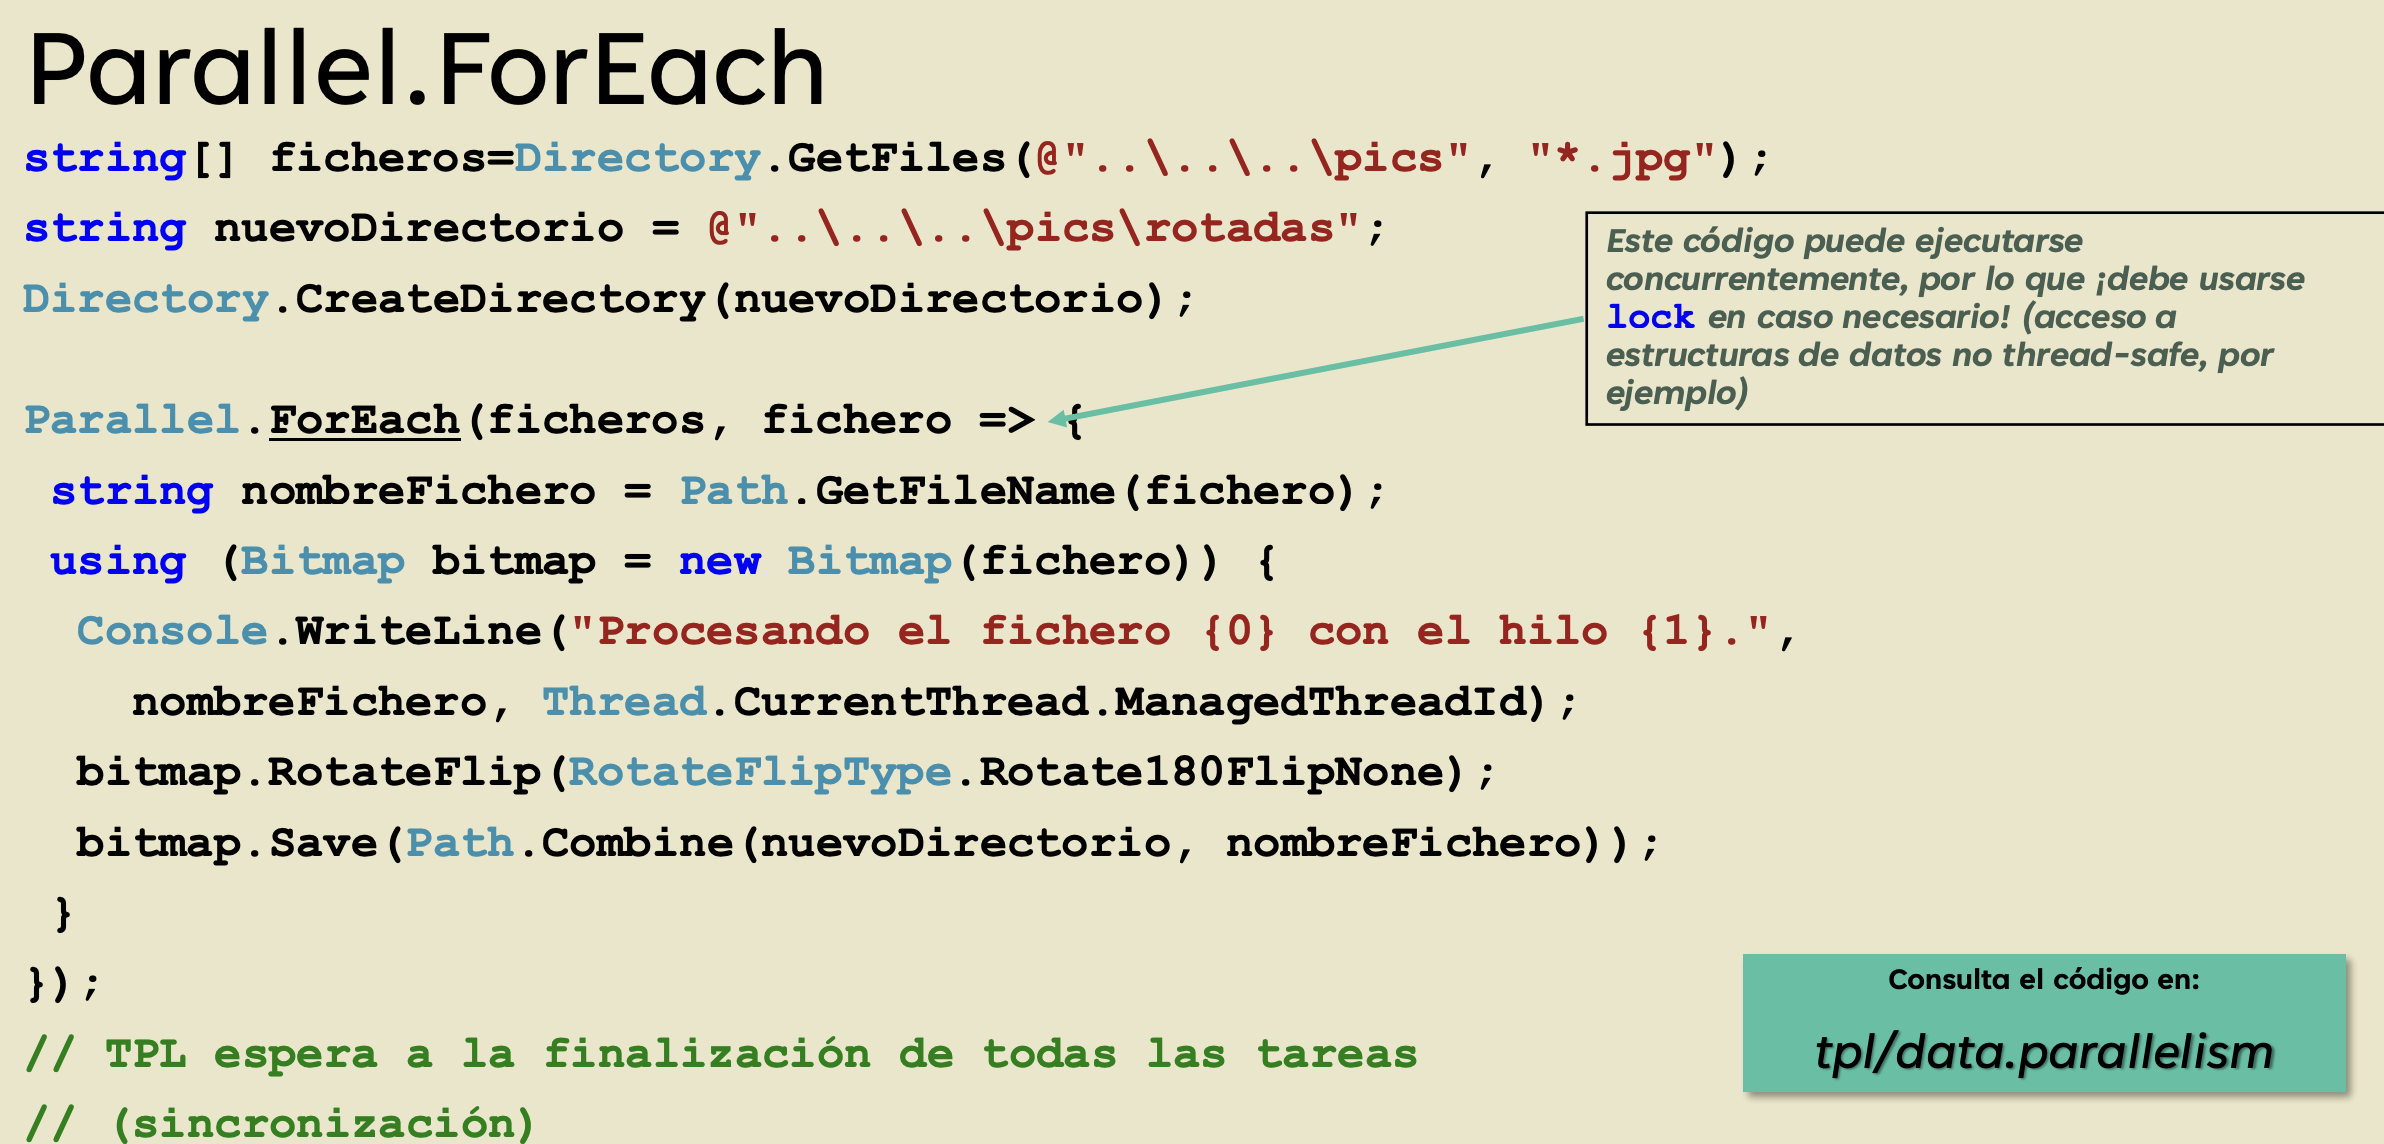 Parallel.ForEach
string[] ficheros=Directory.GetFiles(@"..\..\..\pics", "*.jpg");
string nuevoDirectorio = @"..\..\..\pics\rotadas";
Directory.CreateDirectory(nuevoDirectorio);
Este código puede ejecutarse
concurrentemente, por lo que ¡debe usarse
lock en caso necesario! (acceso a
estructuras de datos no thread-safe, por
ejemplo)
Parallel.ForEach(ficheros, fichero => {
string nombreFichero = Path.GetFileName(fichero);
using (Bitmap bitmap = new Bitmap(fichero)) {
Console.WriteLine("Procesando el fichero {0} con el hilo {1}.",
nombreFichero, Thread.CurrentThread.ManagedThreadId);
bitmap.RotateFlip(RotateFlipType.Rotate180FlipNone);
bitmap.Save(Path.Combine(nuevoDirectorio, nombreFichero));
}
});
// TPL espera a la finalización de todas las tareas
// (sincronización)
Consulta el código en:
tpl/data.parallelism